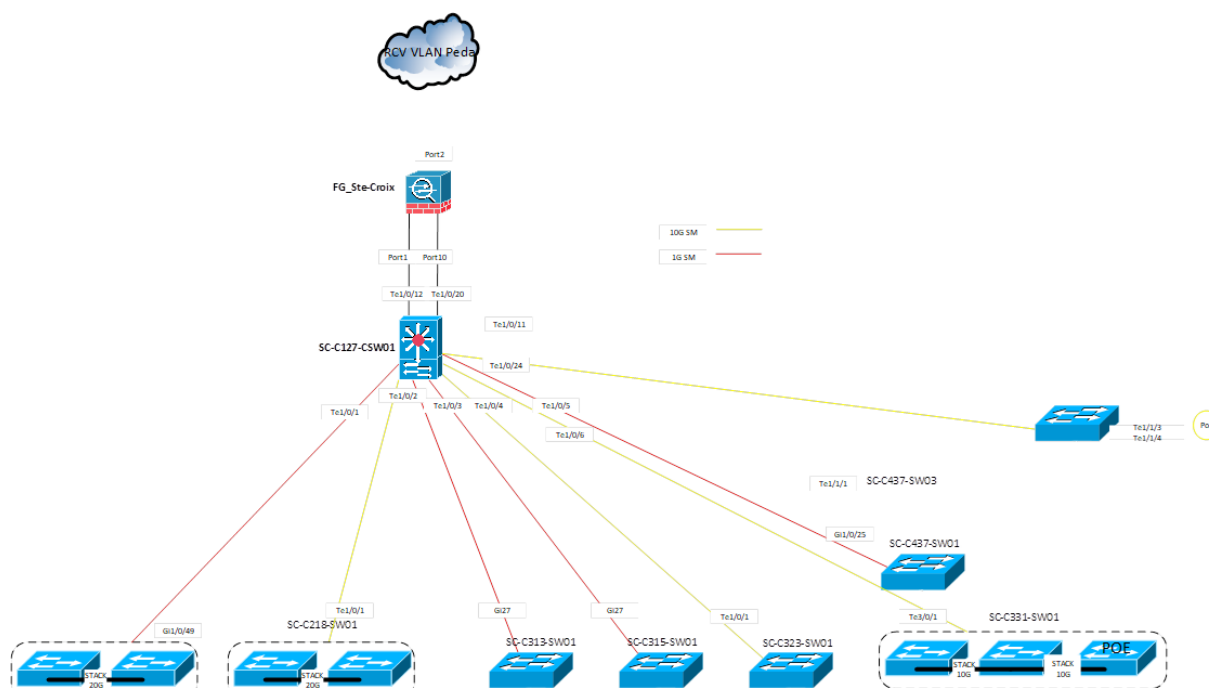 RCV VLAN Peda
Port2
FG_Ste-Croix
10G SM
1G SM
Port1
Port10
Te1/0/12
Te1/0/20
Te1/0/11
SC-C127-CSW01
Te1/0/24
Te1/0/2
Te1/0/1
Te1/0/3
Te1/0/4
Te1/0/5
Te1/0/6
Te1/1/3
Te1/1/4
Po
Te1/1/1
SC-C437-SW03
Gi1/0/25
SC-C437-SW01
Gi1/0/49
Te1/0/1
SC-C218-SW01
Gi27
Gi27
Te1/0/1
Te3/0/1
SC-C331-SW01
SC-C313-SW01
SC-C315-SW01
SC-C323-SW01
POE
STACK
20G
STACK
20G
STACK
10G
STACK
10G